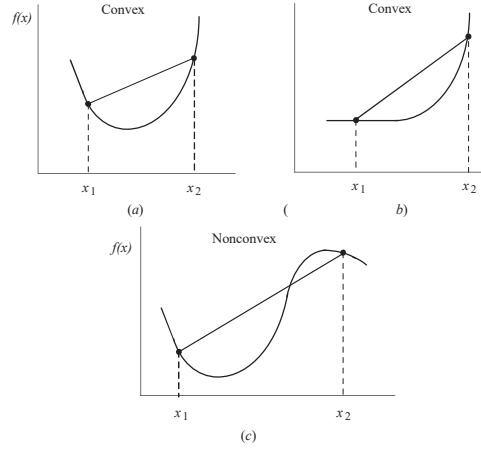 Convex
f(x)
x1 x2
(a)
Convex
x1 x2
( b)
Nonconvex
f(x)
x1 x2
(c)